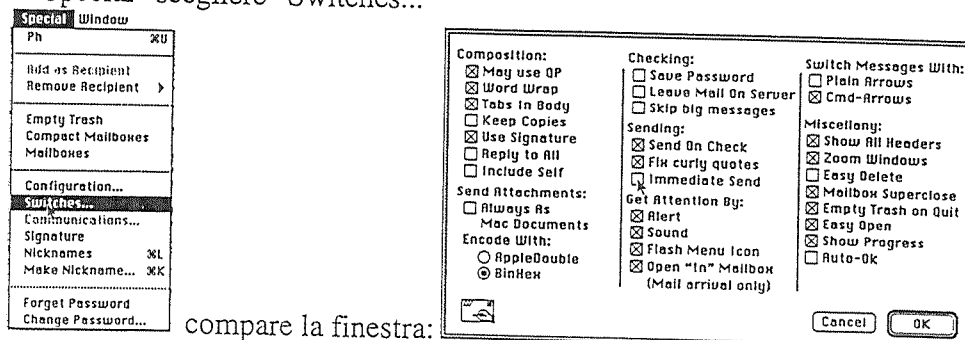 "Special" scegliere "Switches...
Special Window
Ph ⌘U
Add as Recipient
Remove Recipient
Empty Trash
Compact Mailboxes
Mailboxes
Configuration...
Switches...
Communications...
Signature
Nicknames ⌘L
Make Nickname... ⌘K
Forget Password
Change Password...
compare la finestra:
Composition:
May use QP
Word Wrap
Tabs In Body
Keep Copies
Use Signature
Reply to All
Include Self
Send Attachments:
Always As
Mac Documents
Encode With:
AppleDouble
BinHex
Checking:
Save Password
Leave Mail On Server
Skip big messages
Sending:
Send On Check
Fix curly quotes
Immediate Send
Get Attention By:
Alert
Sound
Flash Menu Icon
Open "In" Mailbox
(Mail arrival only)
Switch Messages With:
Plain Arrows
Cmd-Arrows
Miscellany:
Show All Headers
Zoom Windows
Easy Delete
Mailbox Superclose
Empty Trash on Quit
Easy Open
Show Progress
Auto-Ok
Cancel
OK